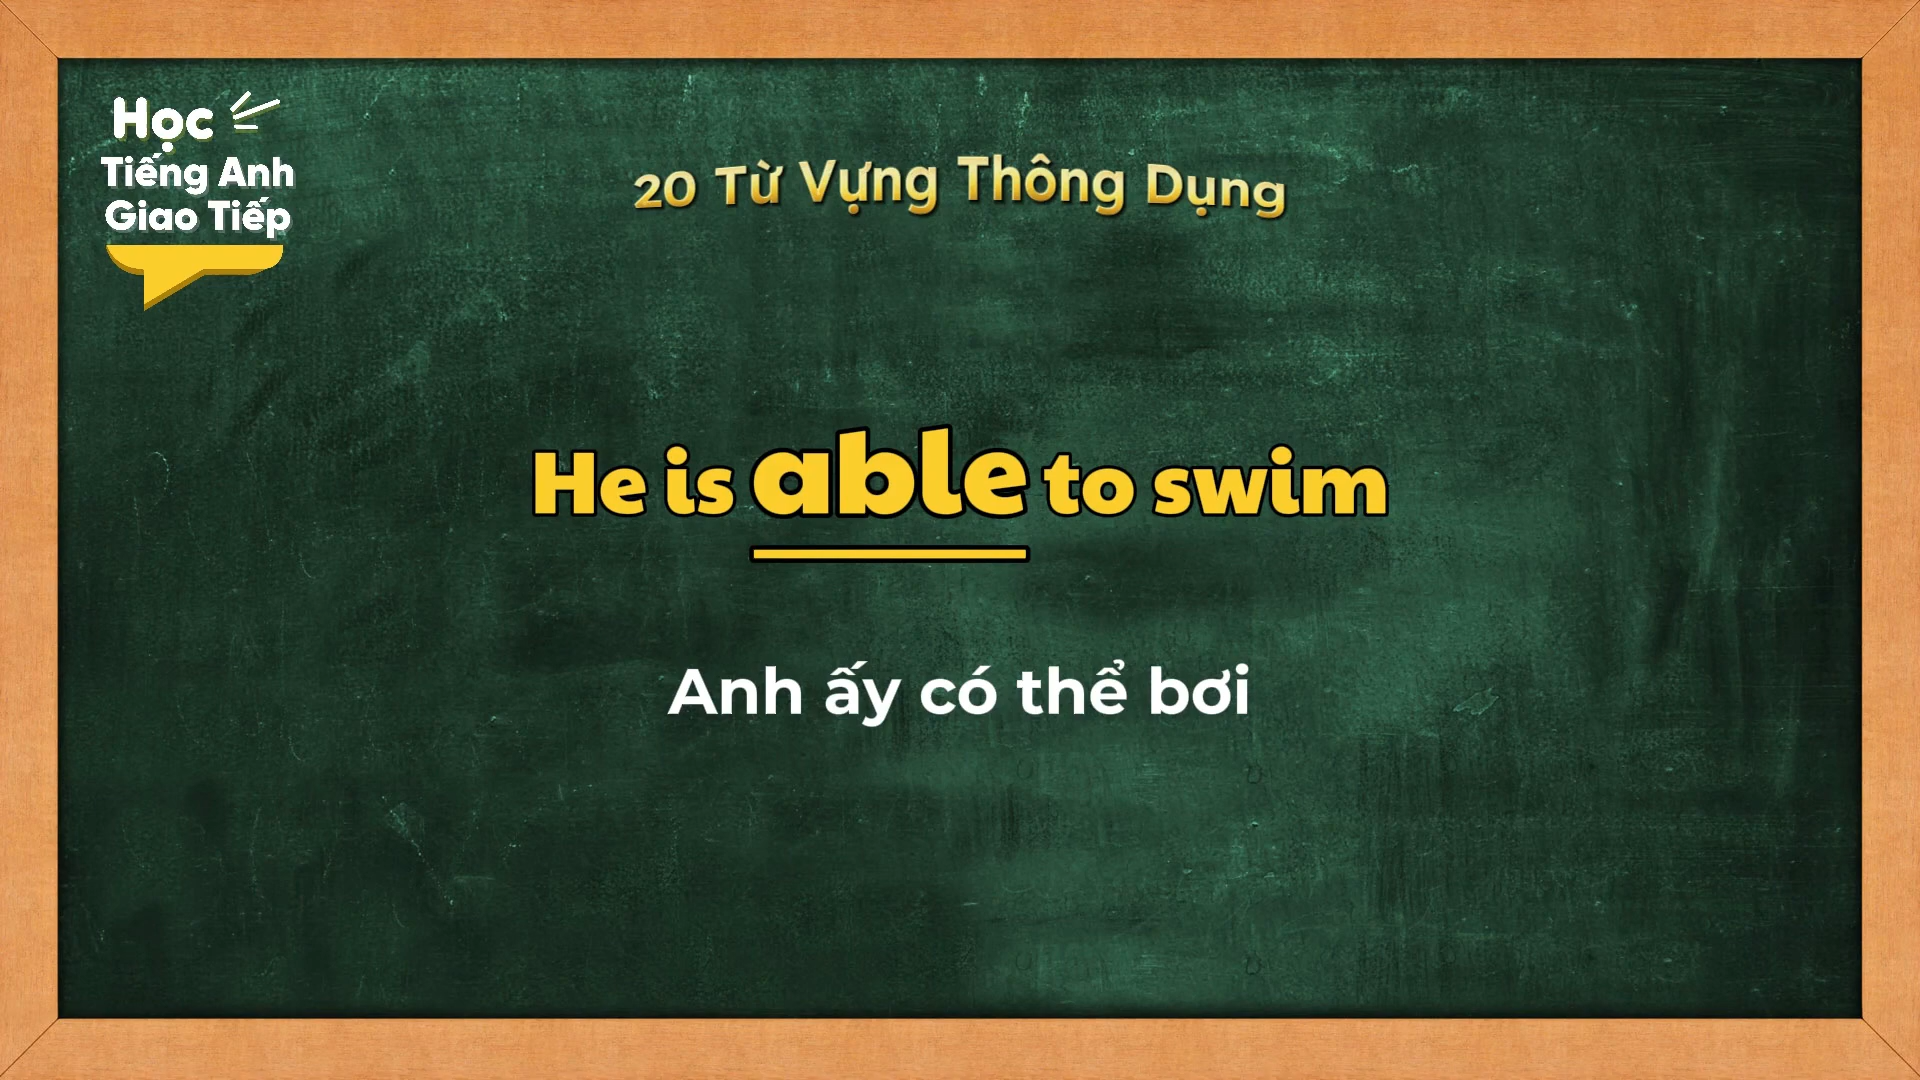 Học
Tiếng Anh
Giao Tiếp
20 Từ Vựng Thông Dụng
He is able to swim
Anh ấy có thể bơi